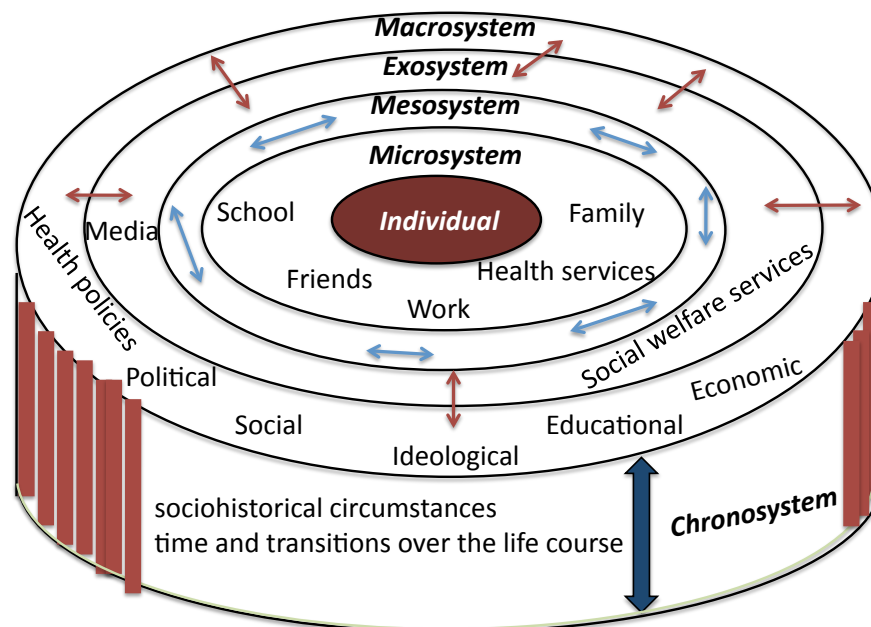 Macrosystem
Exosystem
Mesosystem
Microsystem
School
Individual
Family
Media
Friends
Health services
Work
Health policies
Social welfare services
Political
Economic
Social
Educational
Ideological
sociohistorical circumstances
time and transitions over the life course
Chronosystem